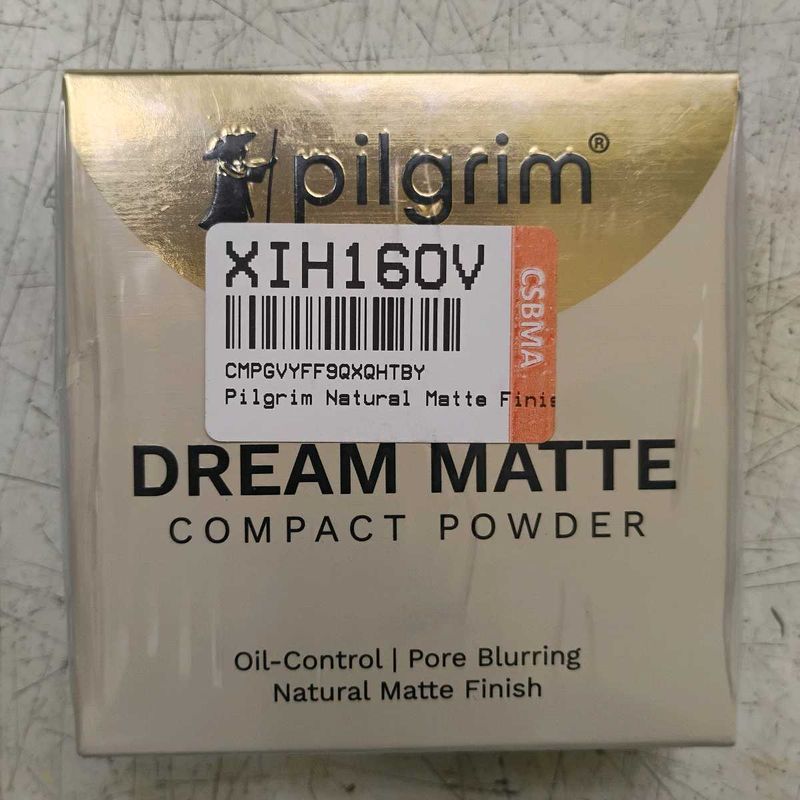 pilgrim®
XIH160V
CSBMA
CMPGVYFF9QXQHTBY
Pilgrim Natural Matte Finis
DREAM MATTE
COMPACT POWDER
Oil-Control | Pore Blurring
Natural Matte Finish